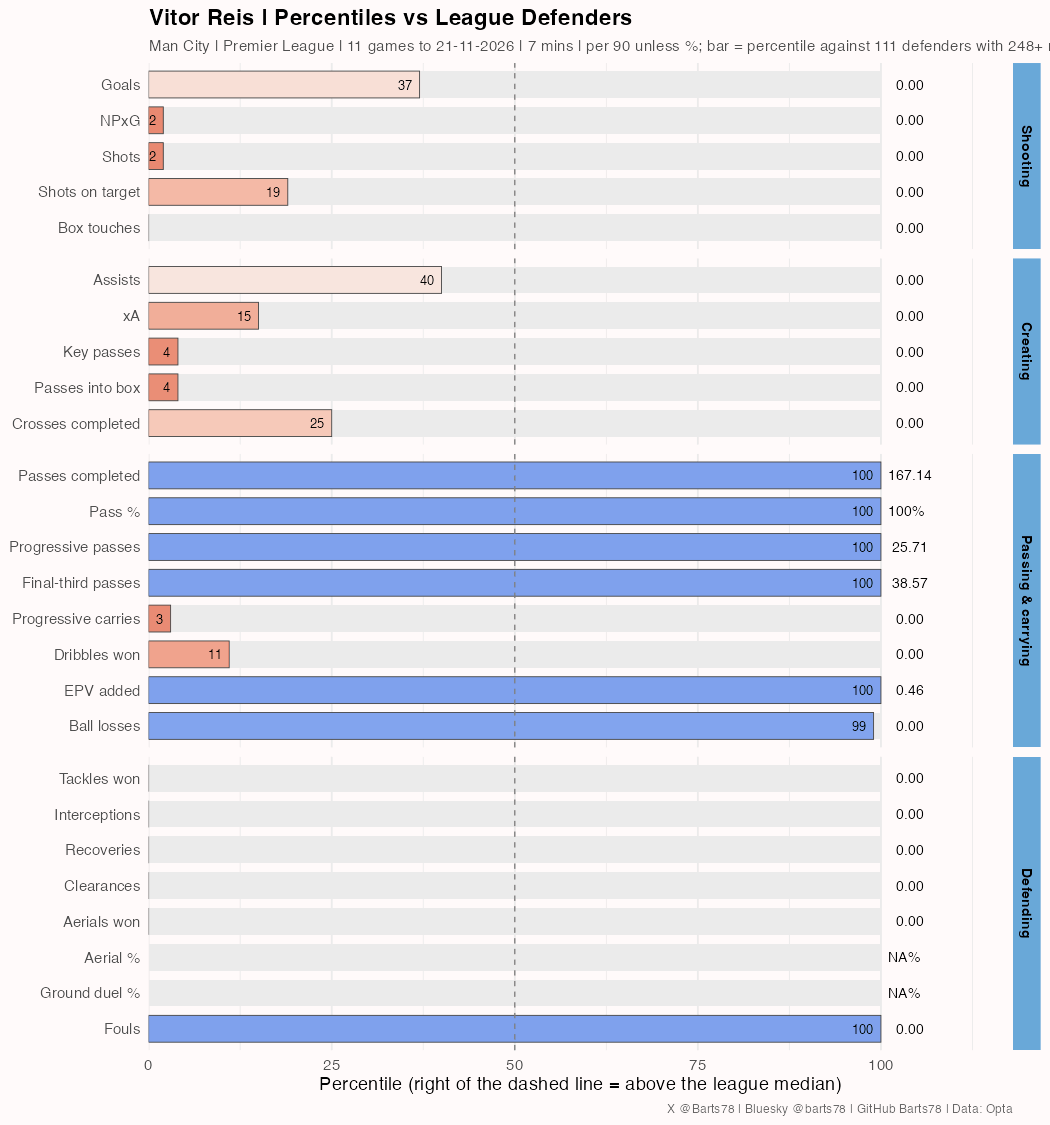 Vitor Reis | Percentiles vs League Defenders
Man City | Premier League | 11 games to 21-11-2026 | 7 mins | per 90 unless %; bar = percentile against 111 defenders with 248+
Goals 37 0.00
NPxG 2 0.00
Shots 2 0.00
Shots on target 19 0.00
Box touches 0.00
Shooting
Assists 40 0.00
xA 15 0.00
Key passes 4 0.00
Passes into box 4 0.00
Crosses completed 25 0.00
Creating
Passes completed 100 167.14
Pass % 100 100%
Progressive passes 100 25.71
Final-third passes 100 38.57
Progressive carries 3 0.00
Dribbles won 11 0.00
EPV added 100 0.46
Ball losses 99 0.00
Passing & carrying
Tackles won 0.00
Interceptions 0.00
Recoveries 0.00
Clearances 0.00
Aerials won 0.00
Aerial % NA%
Ground duel % NA%
Fouls 100 0.00
Defending
0 25 50 75 100
Percentile (right of the dashed line = above the league median)
X @Barts78 | Bluesky @barts78 | GitHub Barts78 | Data: Opta